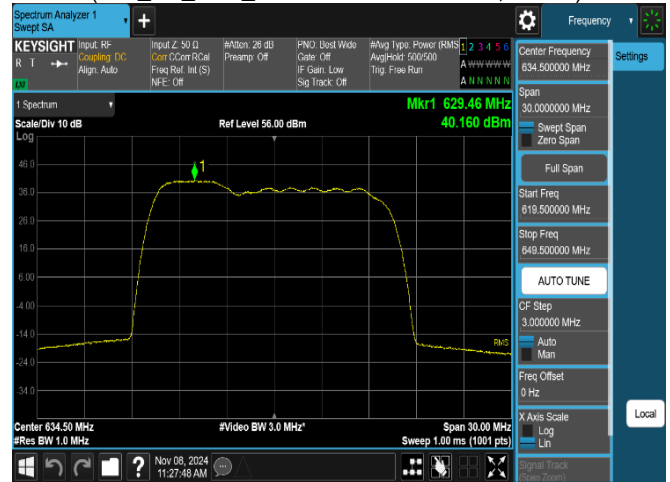 Spectrum Analyzer 1
Swept SA
+
Frequency
KEYSIGHT
R T
LXI
Input: RF
Coupling: DC
Align: Auto
Input Z: 50 Ω
Corr CCorr RCal
Freq Ref: Int (S)
NFE: Off
#Atten: 26 dB
Preamp: Off
PNO: Best Wide
Gate: Off
IF Gain: Low
Sig Track: Off
#Avg Type: Power (RMS
Avg|Hold: 500/500
Trig: Free Run
1 2 3 4 5 6
A W W W W W
A N N N N N
1 Spectrum
Scale/Div 10 dB
Log
Ref Level 56.00 dBm
Mkr1 629.46 MHz
40.160 dBm
46.0
36.0
26.0
16.0
6.00
-4.00
-14.0
-24.0
-34.0
1
RMS
Center 634.50 MHz
#Res BW 1.0 MHz
#Video BW 3.0 MHz*
Span 30.00 MHz
Sweep 1.00 ms (1001 pts)
Center Frequency
634.500000 MHz
Settings
Span
30.0000000 MHz
Swept Span
Zero Span
Full Span
Start Freq
619.500000 MHz
Stop Freq
649.500000 MHz
AUTO TUNE
CF Step
3.000000 MHz
Auto
Man
Freq Offset
0 Hz
X Axis Scale
Log
Lin
Local
Signal Track
(Span Zoom)
?
Nov 08, 2024
11:27:48 AM